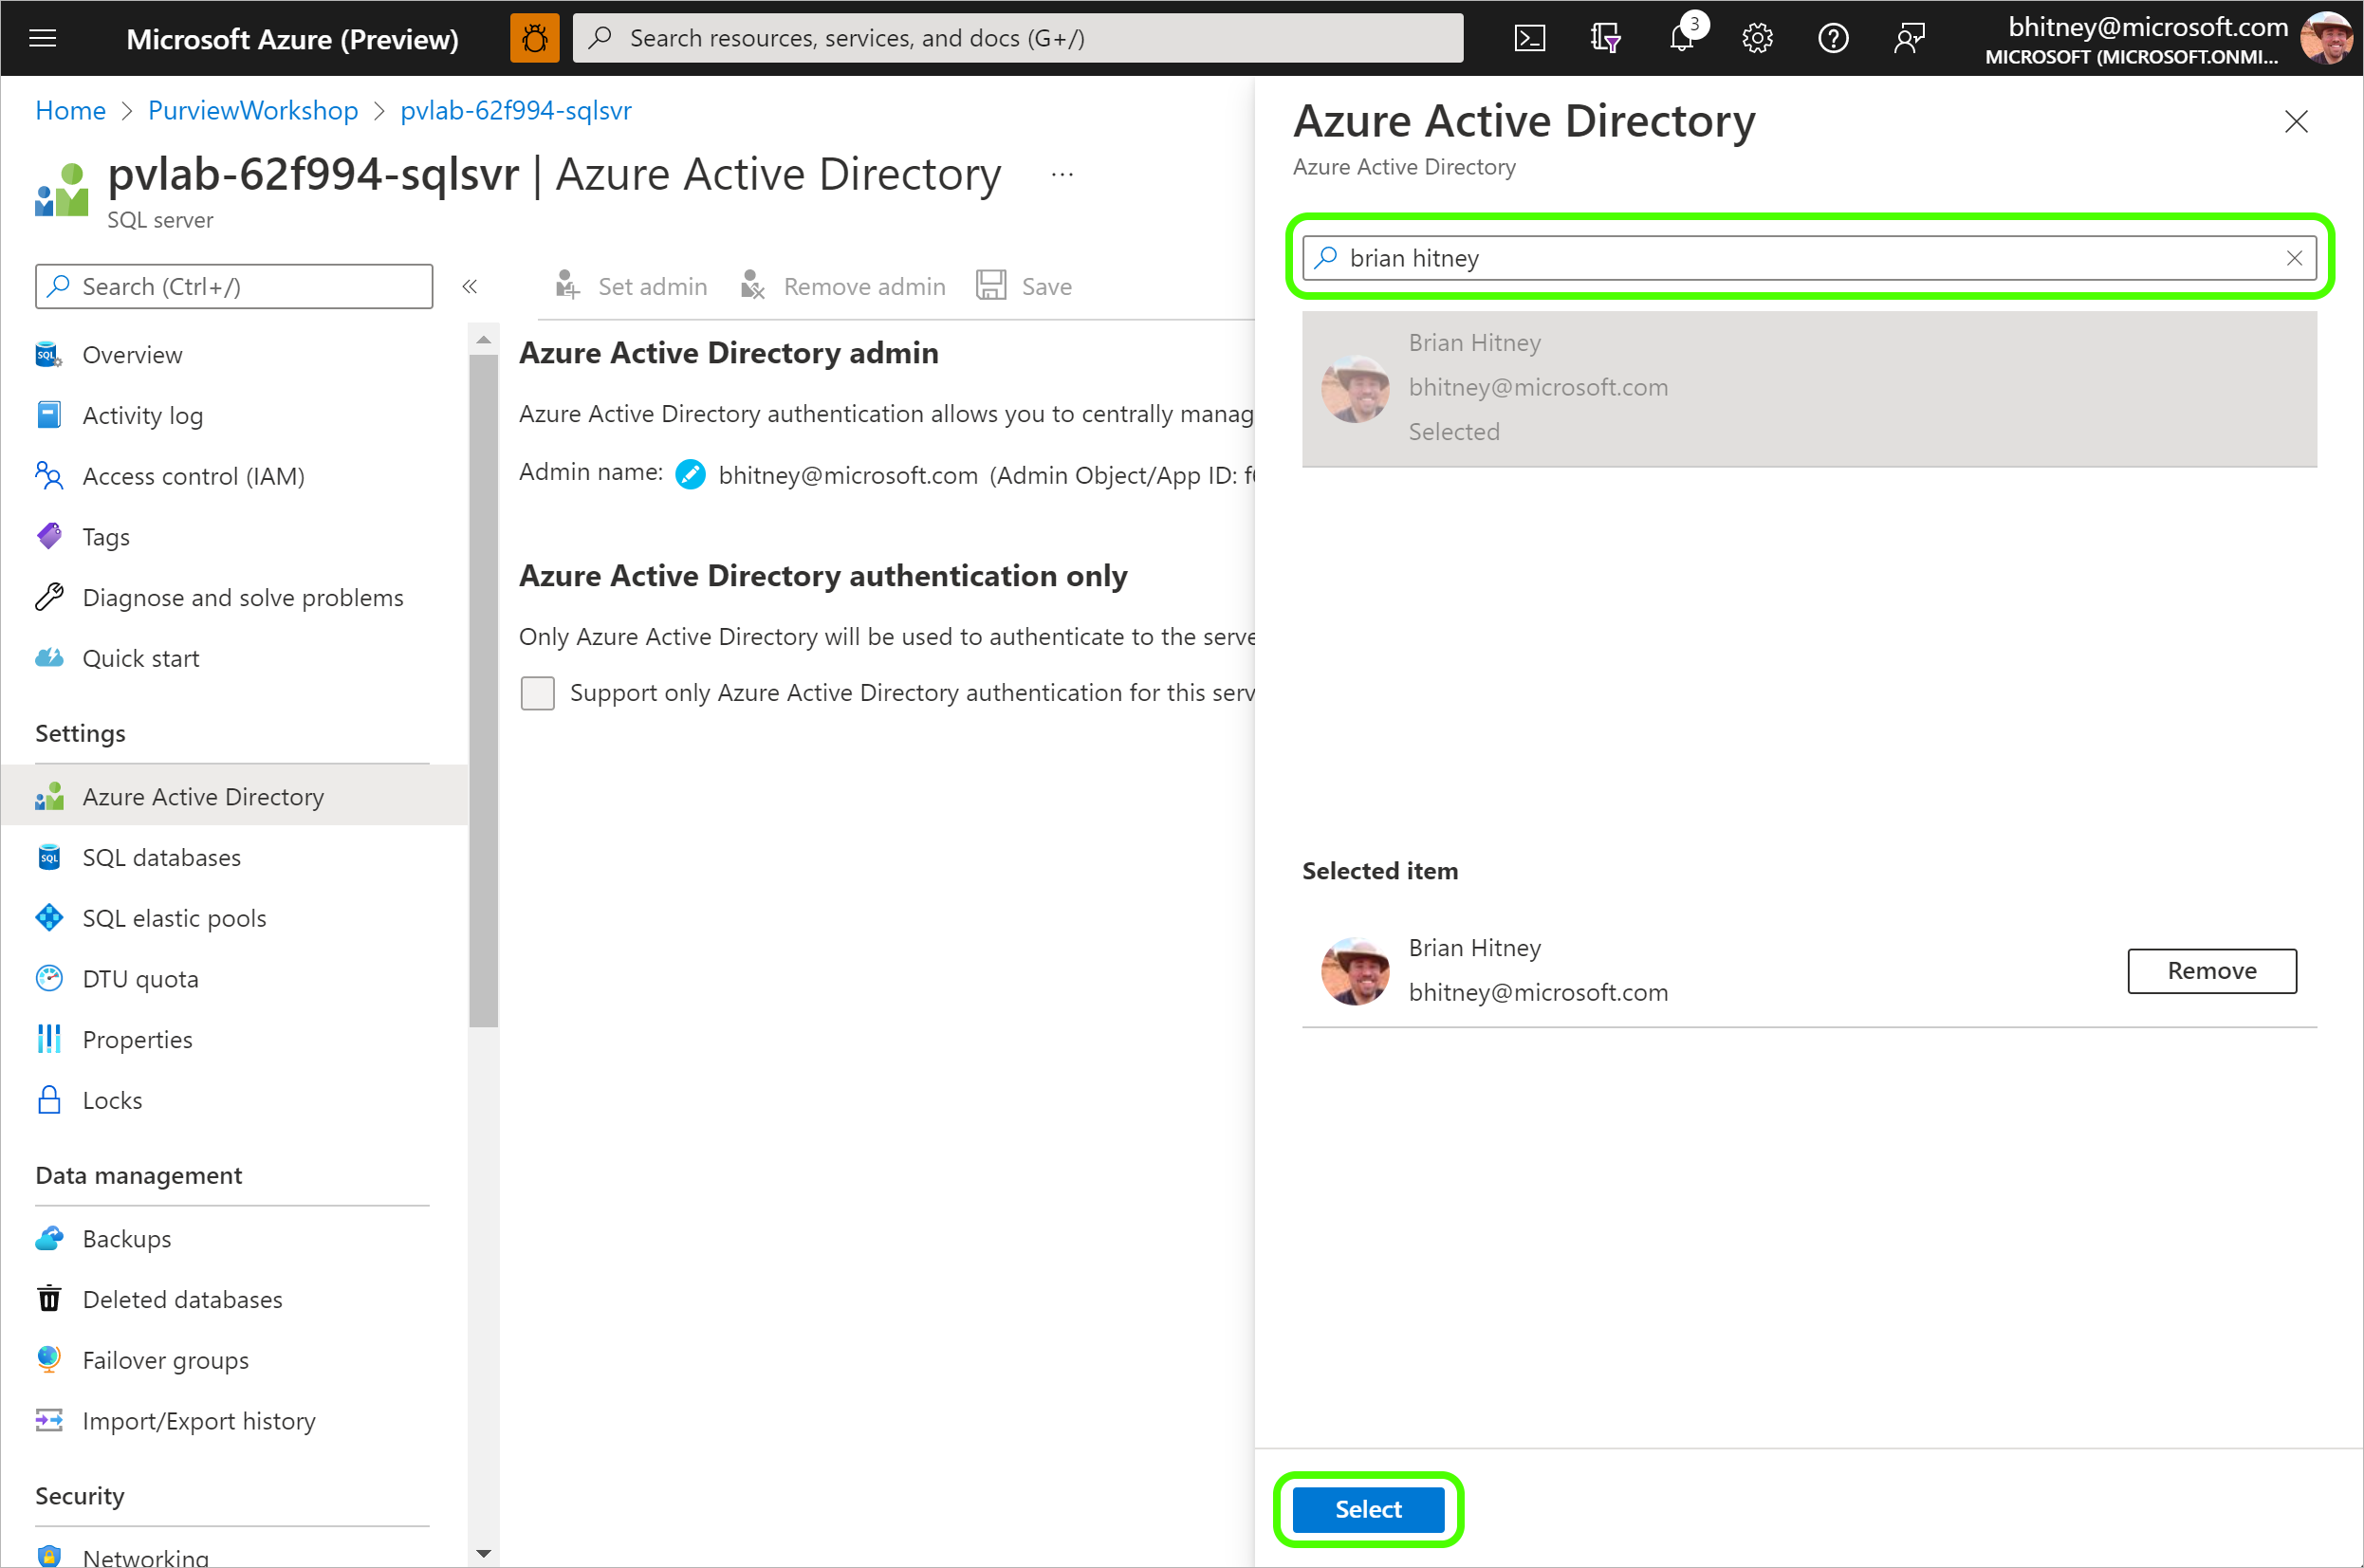 Microsoft Azure (Preview)
Search resources, services, and docs (G+/)
3
bhitney@microsoft.com
MICROSOFT (MICROSOFT.ONMI...
Home > PurviewWorkshop > pvlab-62f994-sqlsvr
pvlab-62f994-sqlsvr | Azure Active Directory ...
SQL server
Search (Ctrl+/)
«
Overview
Activity log
Access control (IAM)
Tags
Diagnose and solve problems
Quick start
Settings
Azure Active Directory
SQL databases
SQL elastic pools
DTU quota
Properties
Locks
Data management
Backups
Deleted databases
Failover groups
Import/Export history
Security
Networking
Set admin
Remove admin
Save
Azure Active Directory admin
Azure Active Directory authentication allows you to centrally manag
Admin name: bhitney@microsoft.com (Admin Object/App ID: f
Azure Active Directory authentication only
Only Azure Active Directory will be used to authenticate to the serve
Support only Azure Active Directory authentication for this serv
Azure Active Directory
Azure Active Directory
brian hitney
Brian Hitney
bhitney@microsoft.com
Selected
Selected item
Brian Hitney
bhitney@microsoft.com
Remove
Select